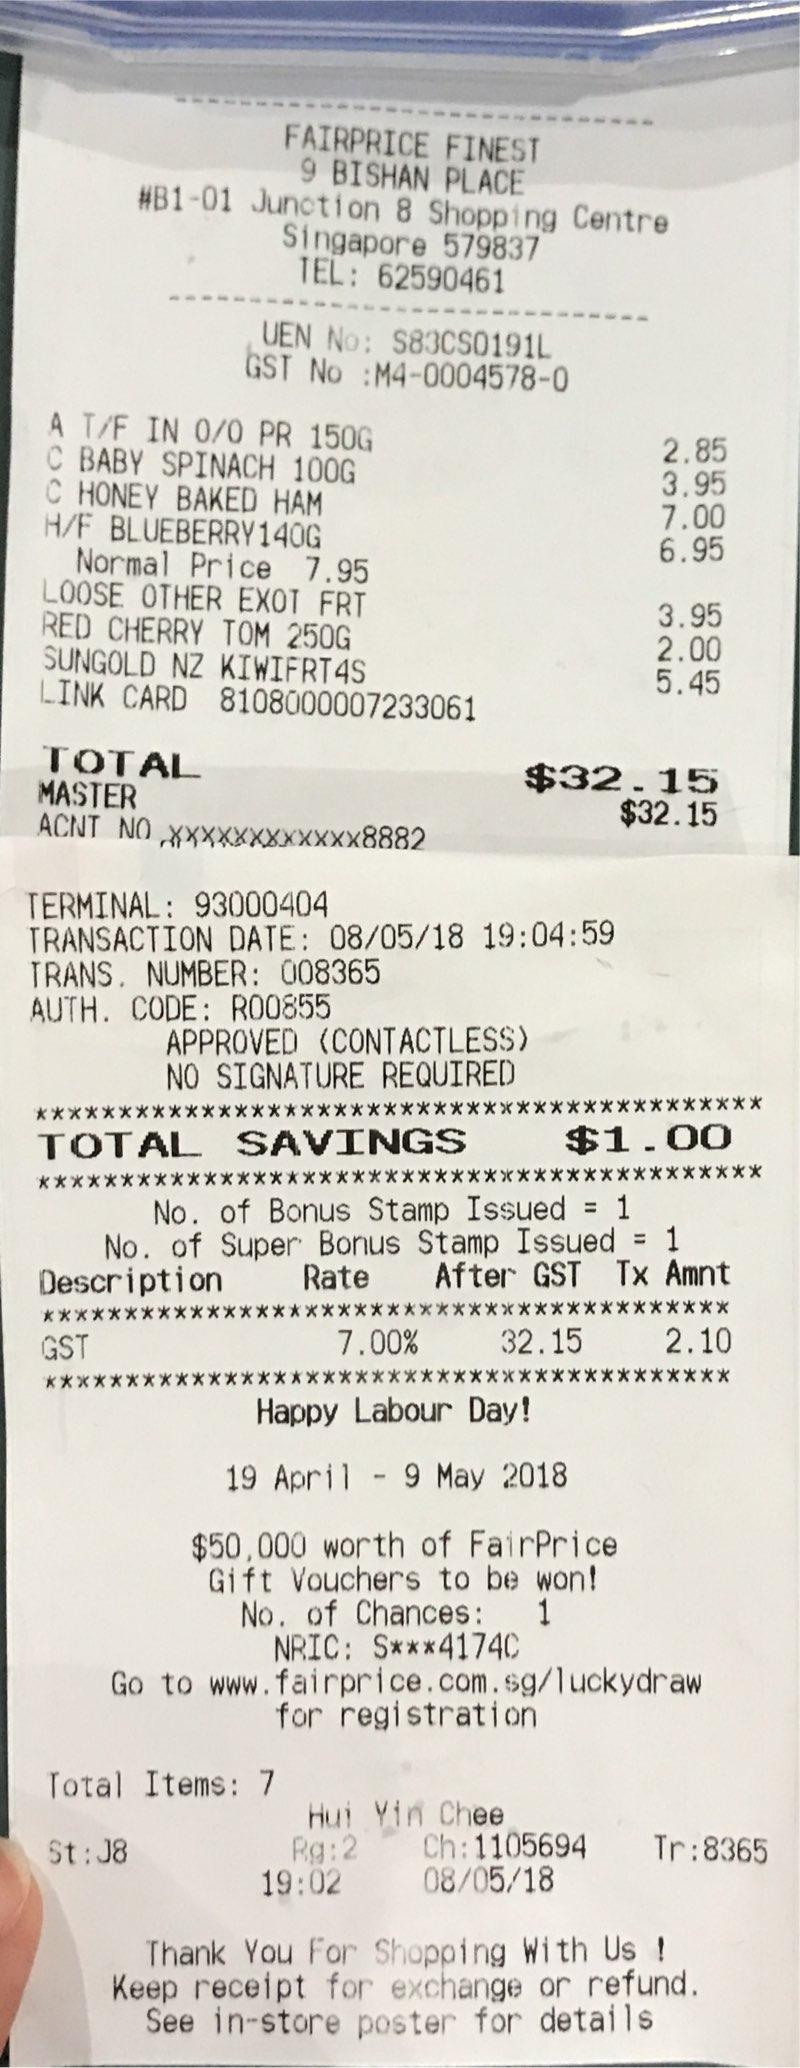 FAIRPRICE FINEST
9 BISHAN PLACE
#B1-01 Junction 8 Shopping Centre
Singapore 579837
TEL: 62590461
UEN No: S83CS0191L
GST No :M4-0004578-0
A T/F IN O/O PR 150G 2.85
C BABY SPINACH 100G 3.95
C HONEY BAKED HAM 7.00
H/F BLUEBERRY140G 6.95
Normal Price 7.95
LOOSE OTHER EXOT FRT 3.95
RED CHERRY TOM 250G 2.00
SUNGOLD NZ KIWIFRT4S 5.45
LINK CARD 8108000007233061
TOTAL $32.15
MASTER $32.15
ACNT NO XXXXXXXXXXXX8882
TERMINAL: 93000404
TRANSACTION DATE: 08/05/18 19:04:59
TRANS. NUMBER: 008365
AUTH. CODE: R00855
APPROVED (CONTACTLESS)
NO SIGNATURE REQUIRED
********************************************
TOTAL SAVINGS $1.00
********************************************
No. of Bonus Stamp Issued = 1
No. of Super Bonus Stamp Issued = 1
Description Rate After GST Tx Amnt
******************************************
GST 7.00% 32.15 2.10
******************************************
Happy Labour Day!
19 April - 9 May 2018
$50,000 worth of FairPrice
Gift Vouchers to be won!
No. of Chances: 1
NRIC: S***4174C
Go to www.fairprice.com.sg/luckydraw
for registration
Total Items: 7
Hui Yin Chee
St:J8 Rg:2 Ch:1105694 Tr:8365
19:02 08/05/18
Thank You For Shopping With Us !
Keep receipt for exchange or refund.
See in-store poster for details